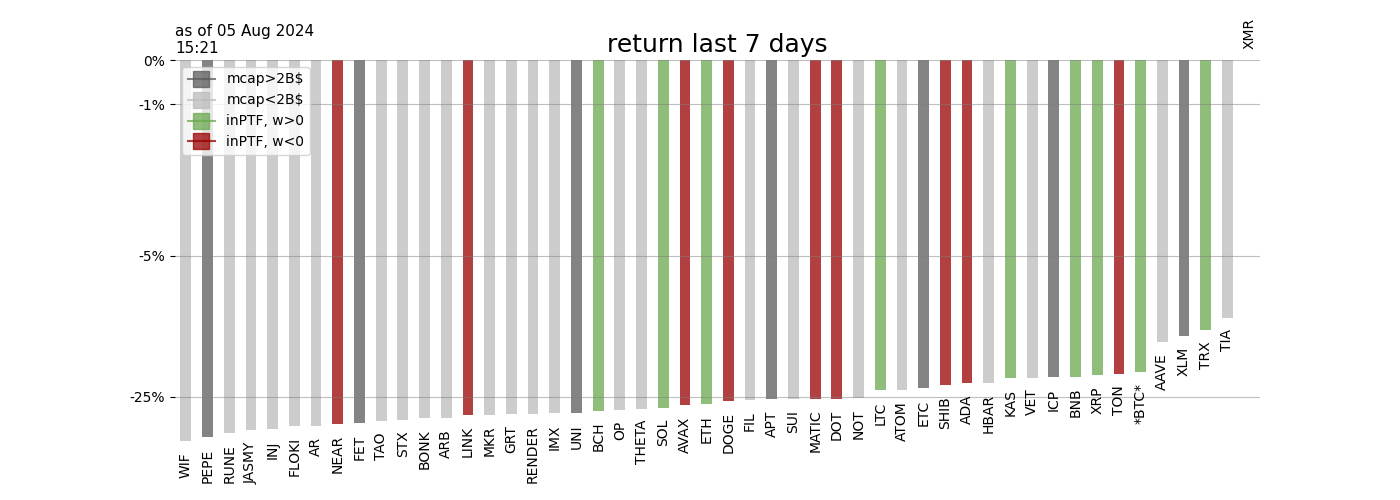 as of 05 Aug 2024
15:21
return last 7 days
XMR
0%
-1%
-5%
-25%
mcap>2B$
mcap<2B$
inPTF, w>0
inPTF, w<0
WIF
PEPE
RUNE
JASMY
INJ
FLOKI
AR
NEAR
FET
TAO
STX
BONK
ARB
LINK
MKR
GRT
RENDER
IMX
UNI
BCH
OP
THETA
SOL
AVAX
ETH
DOGE
FIL
APT
SUI
MATIC
DOT
NOT
LTC
ATOM
ETC
SHIB
ADA
HBAR
KAS
VET
ICP
BNB
XRP
TON
*BTC*
AAVE
XLM
TRX
TIA